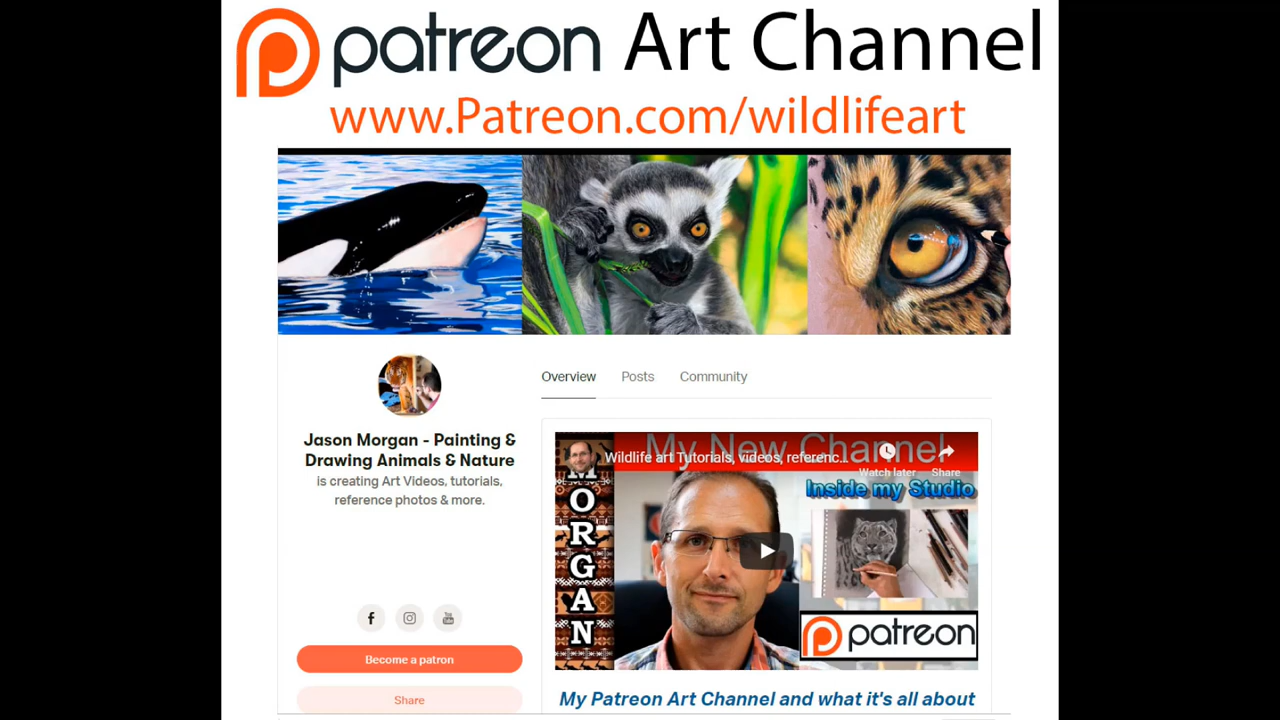 patreon Art Channel
www.Patreon.com/wildlifeart
Overview Posts Community
Jason Morgan - Painting &
Drawing Animals & Nature
is creating Art Videos, tutorials,
reference photos & more.
Become a patron
Share
My New Channel
Wildlife art Tutorials, videos, referenc...
Watch later Share
MORGAN
Inside my Studio
patreon
My Patreon Art Channel and what it's all about